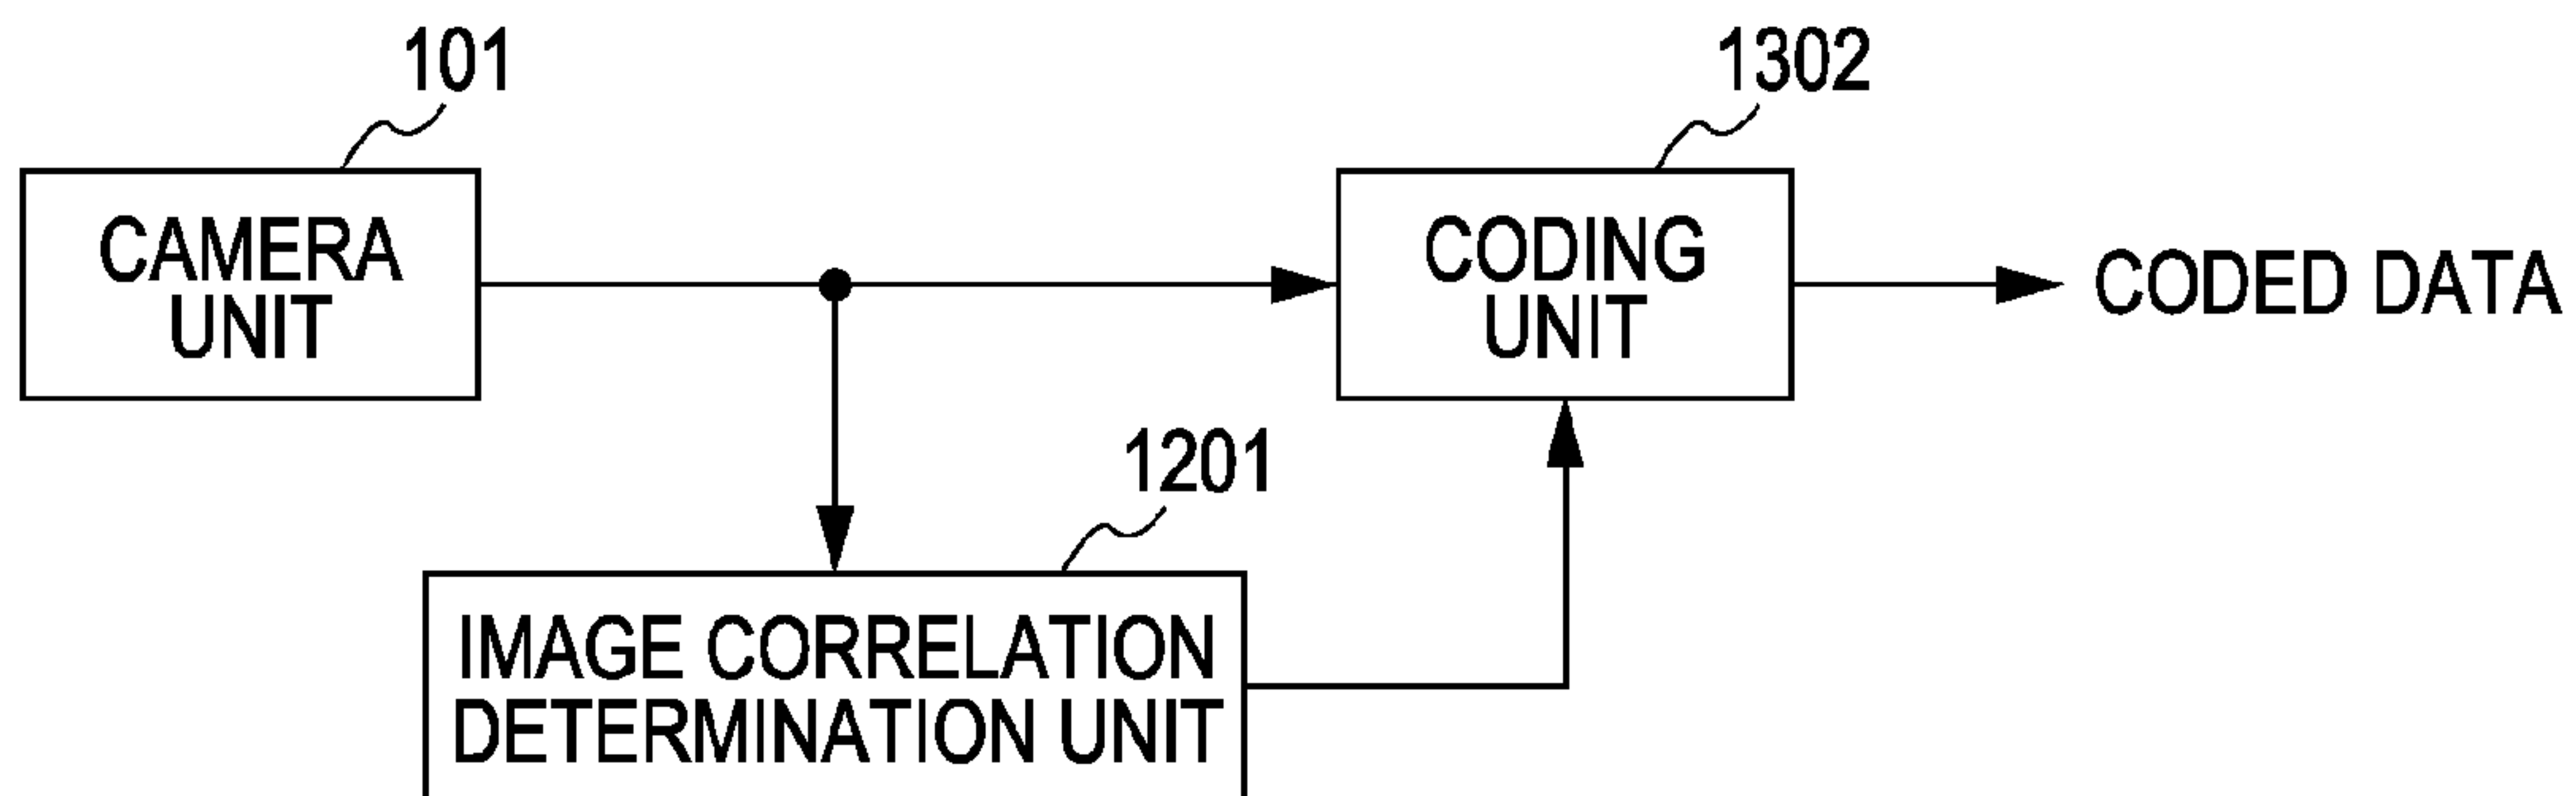 101
1302
CAMERA
UNIT
CODING
UNIT
CODED DATA
1201
IMAGE CORRELATION
DETERMINATION UNIT